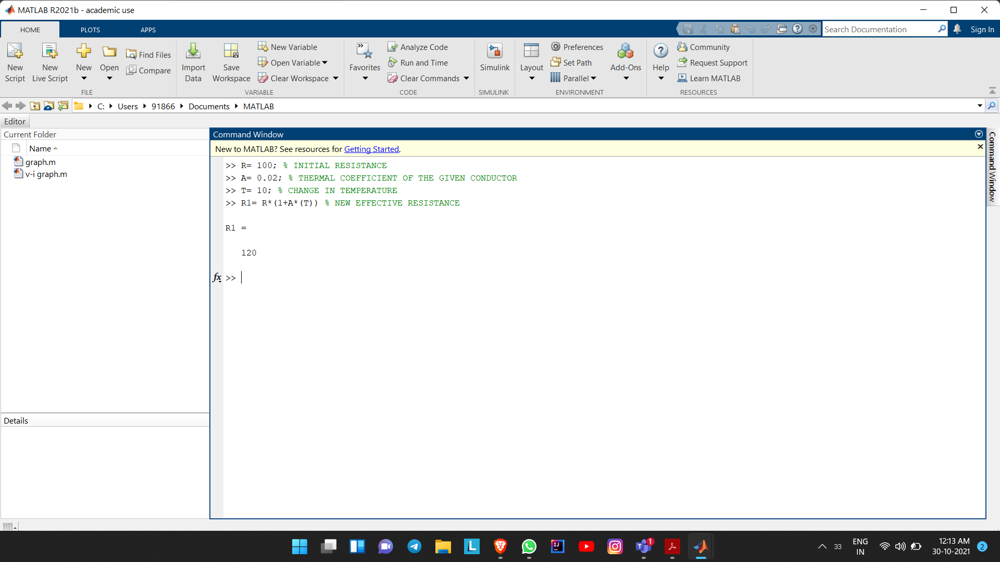 MATLAB R2021b - academic use
HOME PLOTS APPS
Search Documentation
Sign In
New Script
New Live Script
New
Open
Find Files
Compare
FILE
Import Data
Save Workspace
New Variable
Open Variable
Clear Workspace
VARIABLE
Favorites
Analyze Code
Run and Time
Clear Commands
CODE
Simulink
SIMULINK
Layout
Preferences
Set Path
Parallel
Add-Ons
ENVIRONMENT
Help
Community
Request Support
Learn MATLAB
RESOURCES
C: Users 91866 Documents MATLAB
Editor
Current Folder
Name
graph.m
v-i graph.m
Details
Command Window
New to MATLAB? See resources for Getting Started.
>> R= 100; % INITIAL RESISTANCE
>> A= 0.02; % THERMAL COEFFICIENT OF THE GIVEN CONDUCTOR
>> T= 10; % CHANGE IN TEMPERATURE
>> R1= R*(1+A*(T)) % NEW EFFECTIVE RESISTANCE
R1 =
120
fx >>
Command Window
L
IJ
T 1
33
ENG
IN
12:13 AM
30-10-2021
2